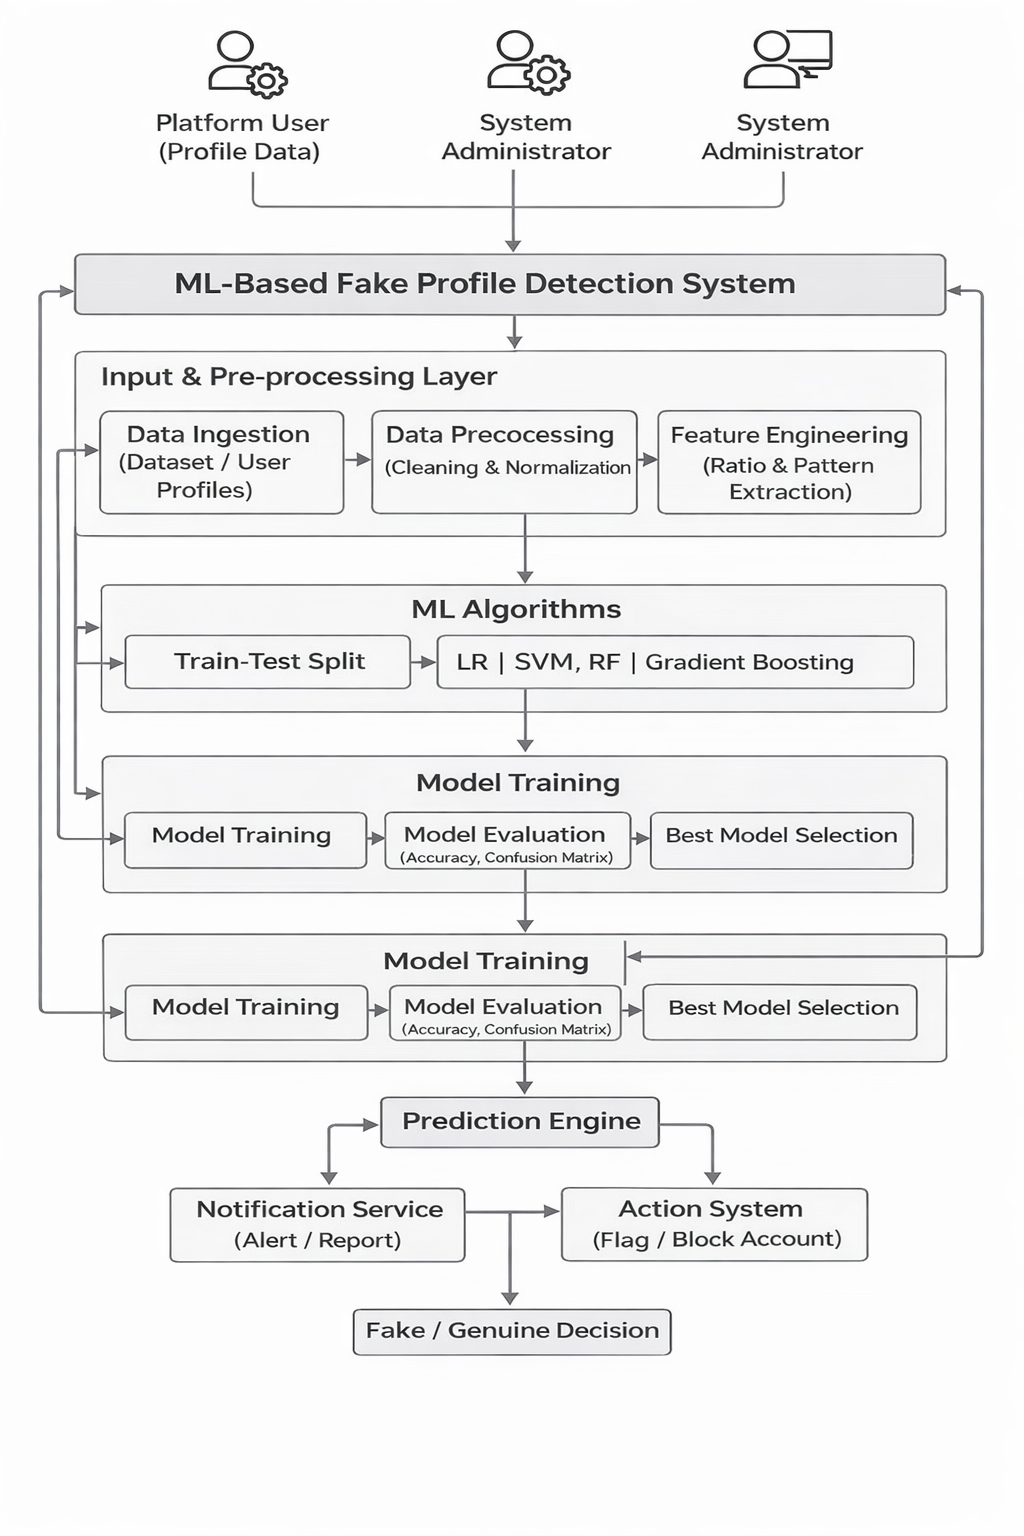 Platform User
(Profile Data)
System
Administrator
System
Administrator
ML-Based Fake Profile Detection System
Input & Pre-processing Layer
Data Ingestion
(Dataset / User
Profiles)
Data Precocessing
(Cleaning & Normalization
Feature Engineering
(Ratio & Pattern
Extraction)
ML Algorithms
Train-Test Split
LR | SVM, RF | Gradient Boosting
Model Training
Model Training
Model Evaluation
(Accuracy, Confusion Matrix)
Best Model Selection
Model Training
Model Training
Model Evaluation
(Accuracy, Confusion Matrix)
Best Model Selection
Prediction Engine
Notification Service
(Alert / Report)
Action System
(Flag / Block Account)
Fake / Genuine Decision